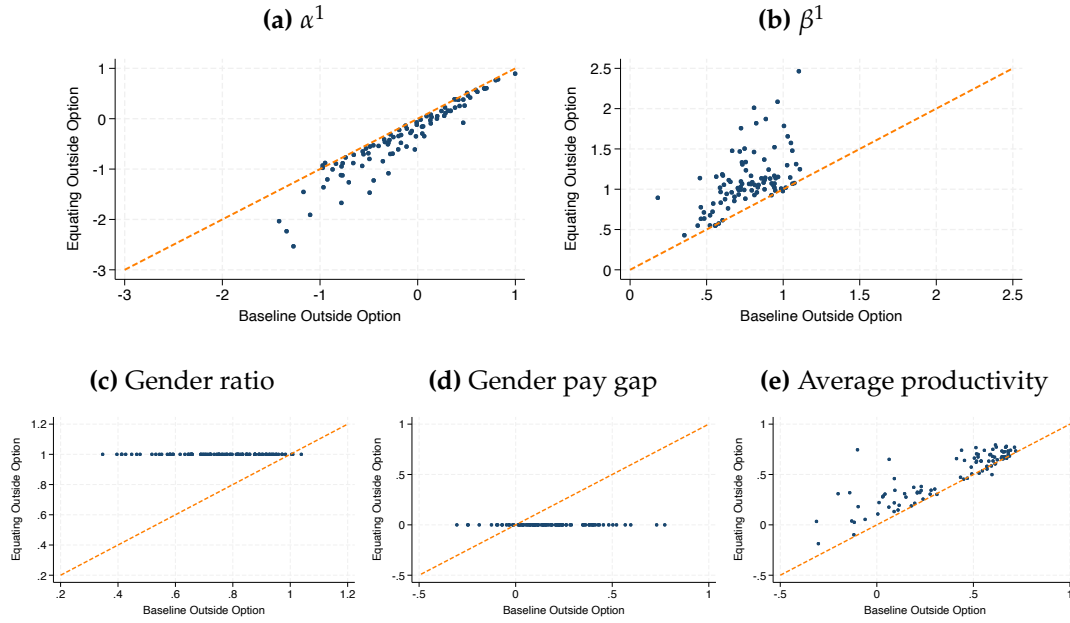 (a) α¹
1
0
-1
-2
-3
Equating Outside Option
-3 -2 -1 0 1
Baseline Outside Option
(b) β¹
2.5
2
1.5
1
.5
0
Equating Outside Option
0 .5 1 1.5 2 2.5
Baseline Outside Option
(c) Gender ratio
1.2
1
.8
.6
.4
.2
Equating Outside Option
.2 .4 .6 .8 1 1.2
Baseline Outside Option
(d) Gender pay gap
1
.5
0
-.5
Equating Outside Option
-.5 0 .5 1
Baseline Outside Option
(e) Average productivity
1
.5
0
-.5
Equating Outside Option
-.5 0 .5 1
Baseline Outside Option